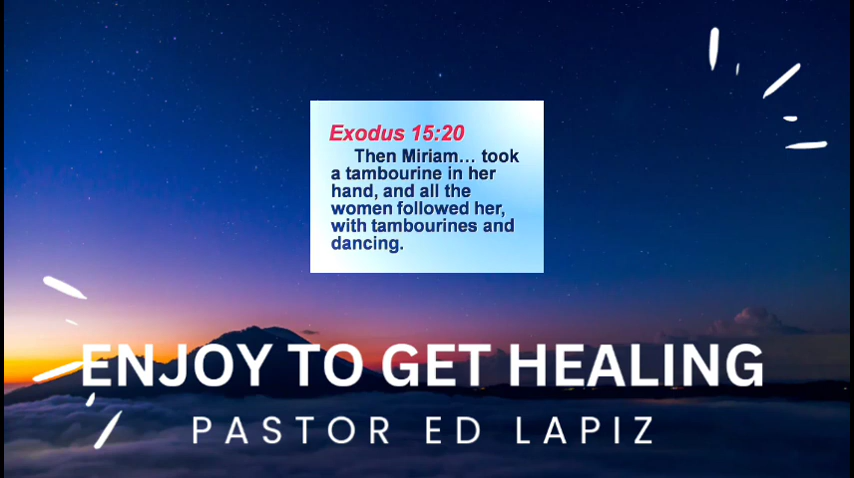 Exodus 15:20
Then Miriam… took
a tambourine in her
hand, and all the
women followed her,
with tambourines and
dancing.
ENJOY TO GET HEALING
PASTOR ED LAPIZ